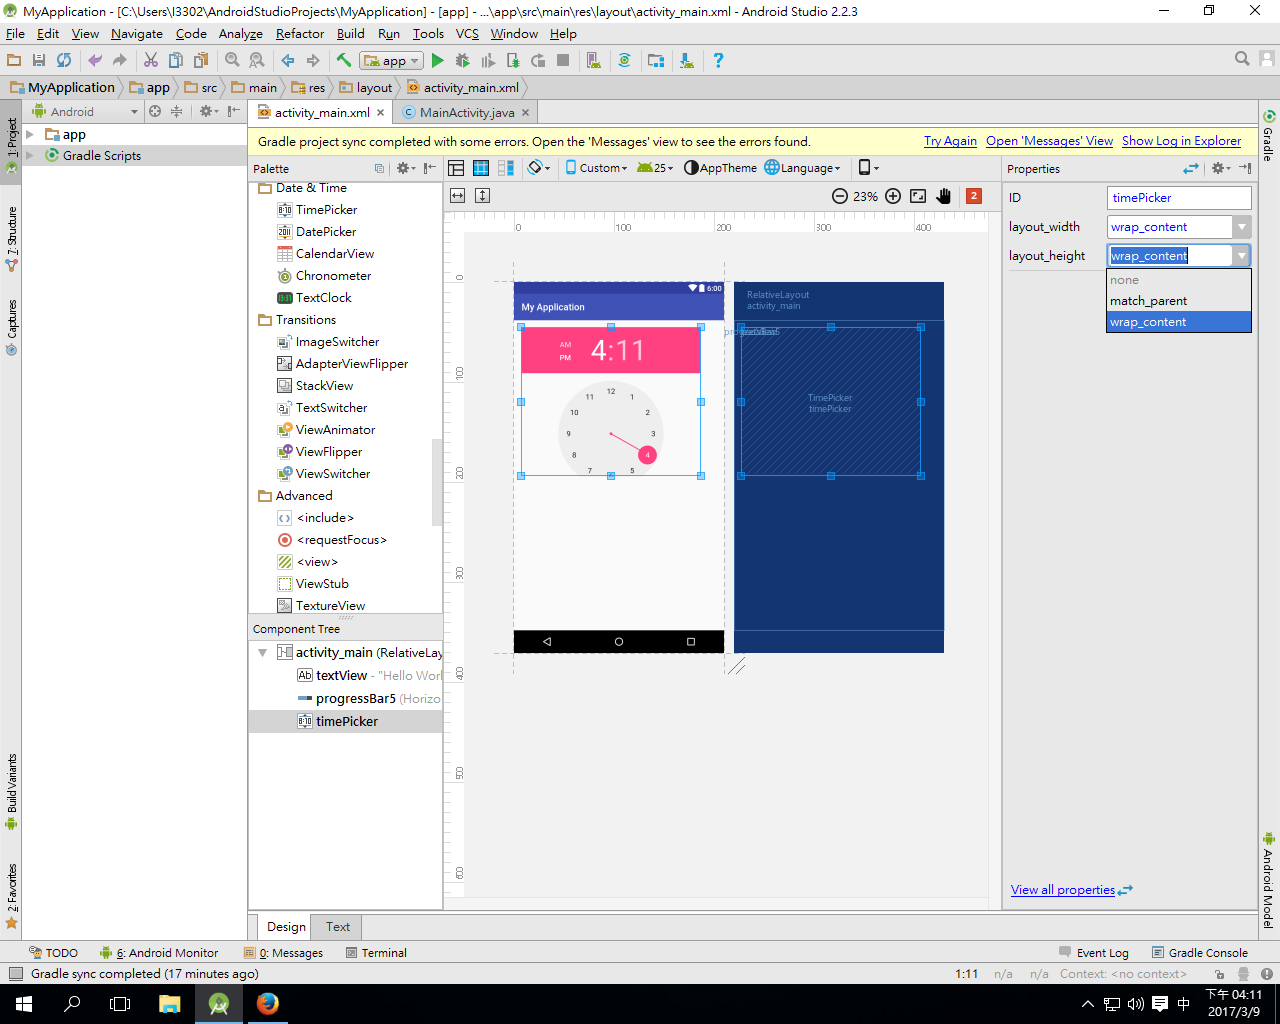 MyApplication - [C:\Users\I3302\AndroidStudioProjects\MyApplication] - [app] - ...\app\src\main\res\layout\activity_main.xml - Android Studio 2.2.3
File Edit View Navigate Code Analyze Refactor Build Run Tools VCS Window Help
app
MyApplication app src main res layout activity_main.xml
Android
activity_main.xml
MainActivity.java
1: Project
7: Structure
Captures
Build Variants
2: Favorites
app
Gradle Scripts
Gradle project sync completed with some errors. Open the 'Messages' view to see the errors found.
Try Again Open 'Messages' View Show Log in Explorer
Palette
Date & Time
TimePicker
DatePicker
CalendarView
Chronometer
TextClock
Transitions
ImageSwitcher
AdapterViewFlipper
StackView
TextSwitcher
ViewAnimator
ViewFlipper
ViewSwitcher
Advanced
<include>
<requestFocus>
<view>
ViewStub
TextureView
Component Tree
activity_main (RelativeLay
textView - "Hello Worl
progressBar5 (Horizo
timePicker
Custom 25 AppTheme Language
23%
2
0 100 200 300 400
0
100
200
300
400
500
600
6:00
My Application
AM
PM
4:11
12
11 1
10 2
9 3
8 4
7 5
RelativeLayout
activity_main
TimePicker
timePicker
Properties
ID timePicker
layout_width wrap_content
layout_height wrap_content
none
match_parent
wrap_content
View all properties
Gradle
Android Model
Design Text
TODO 6: Android Monitor 0: Messages Terminal
Event Log Gradle Console
Gradle sync completed (17 minutes ago)
1:11 n/a n/a Context: <no context>
中
下午 04:11
2017/3/9